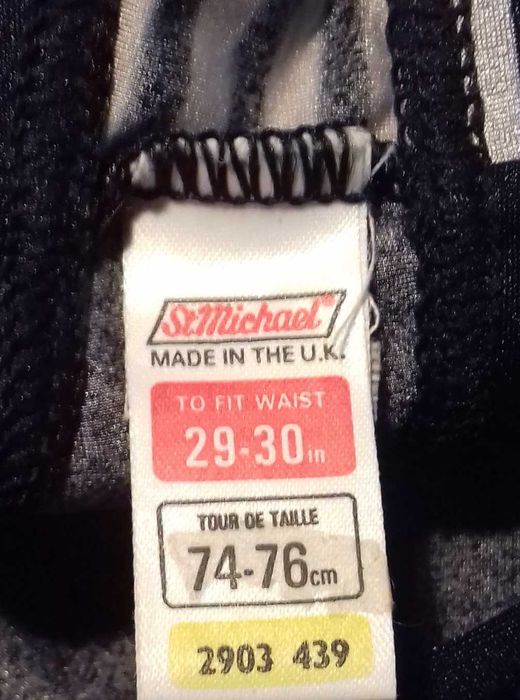 St.Michael®
MADE IN THE U.K.
TO FIT WAIST
29-30in
TOUR DE TAILLE
74-76cm
2903 439